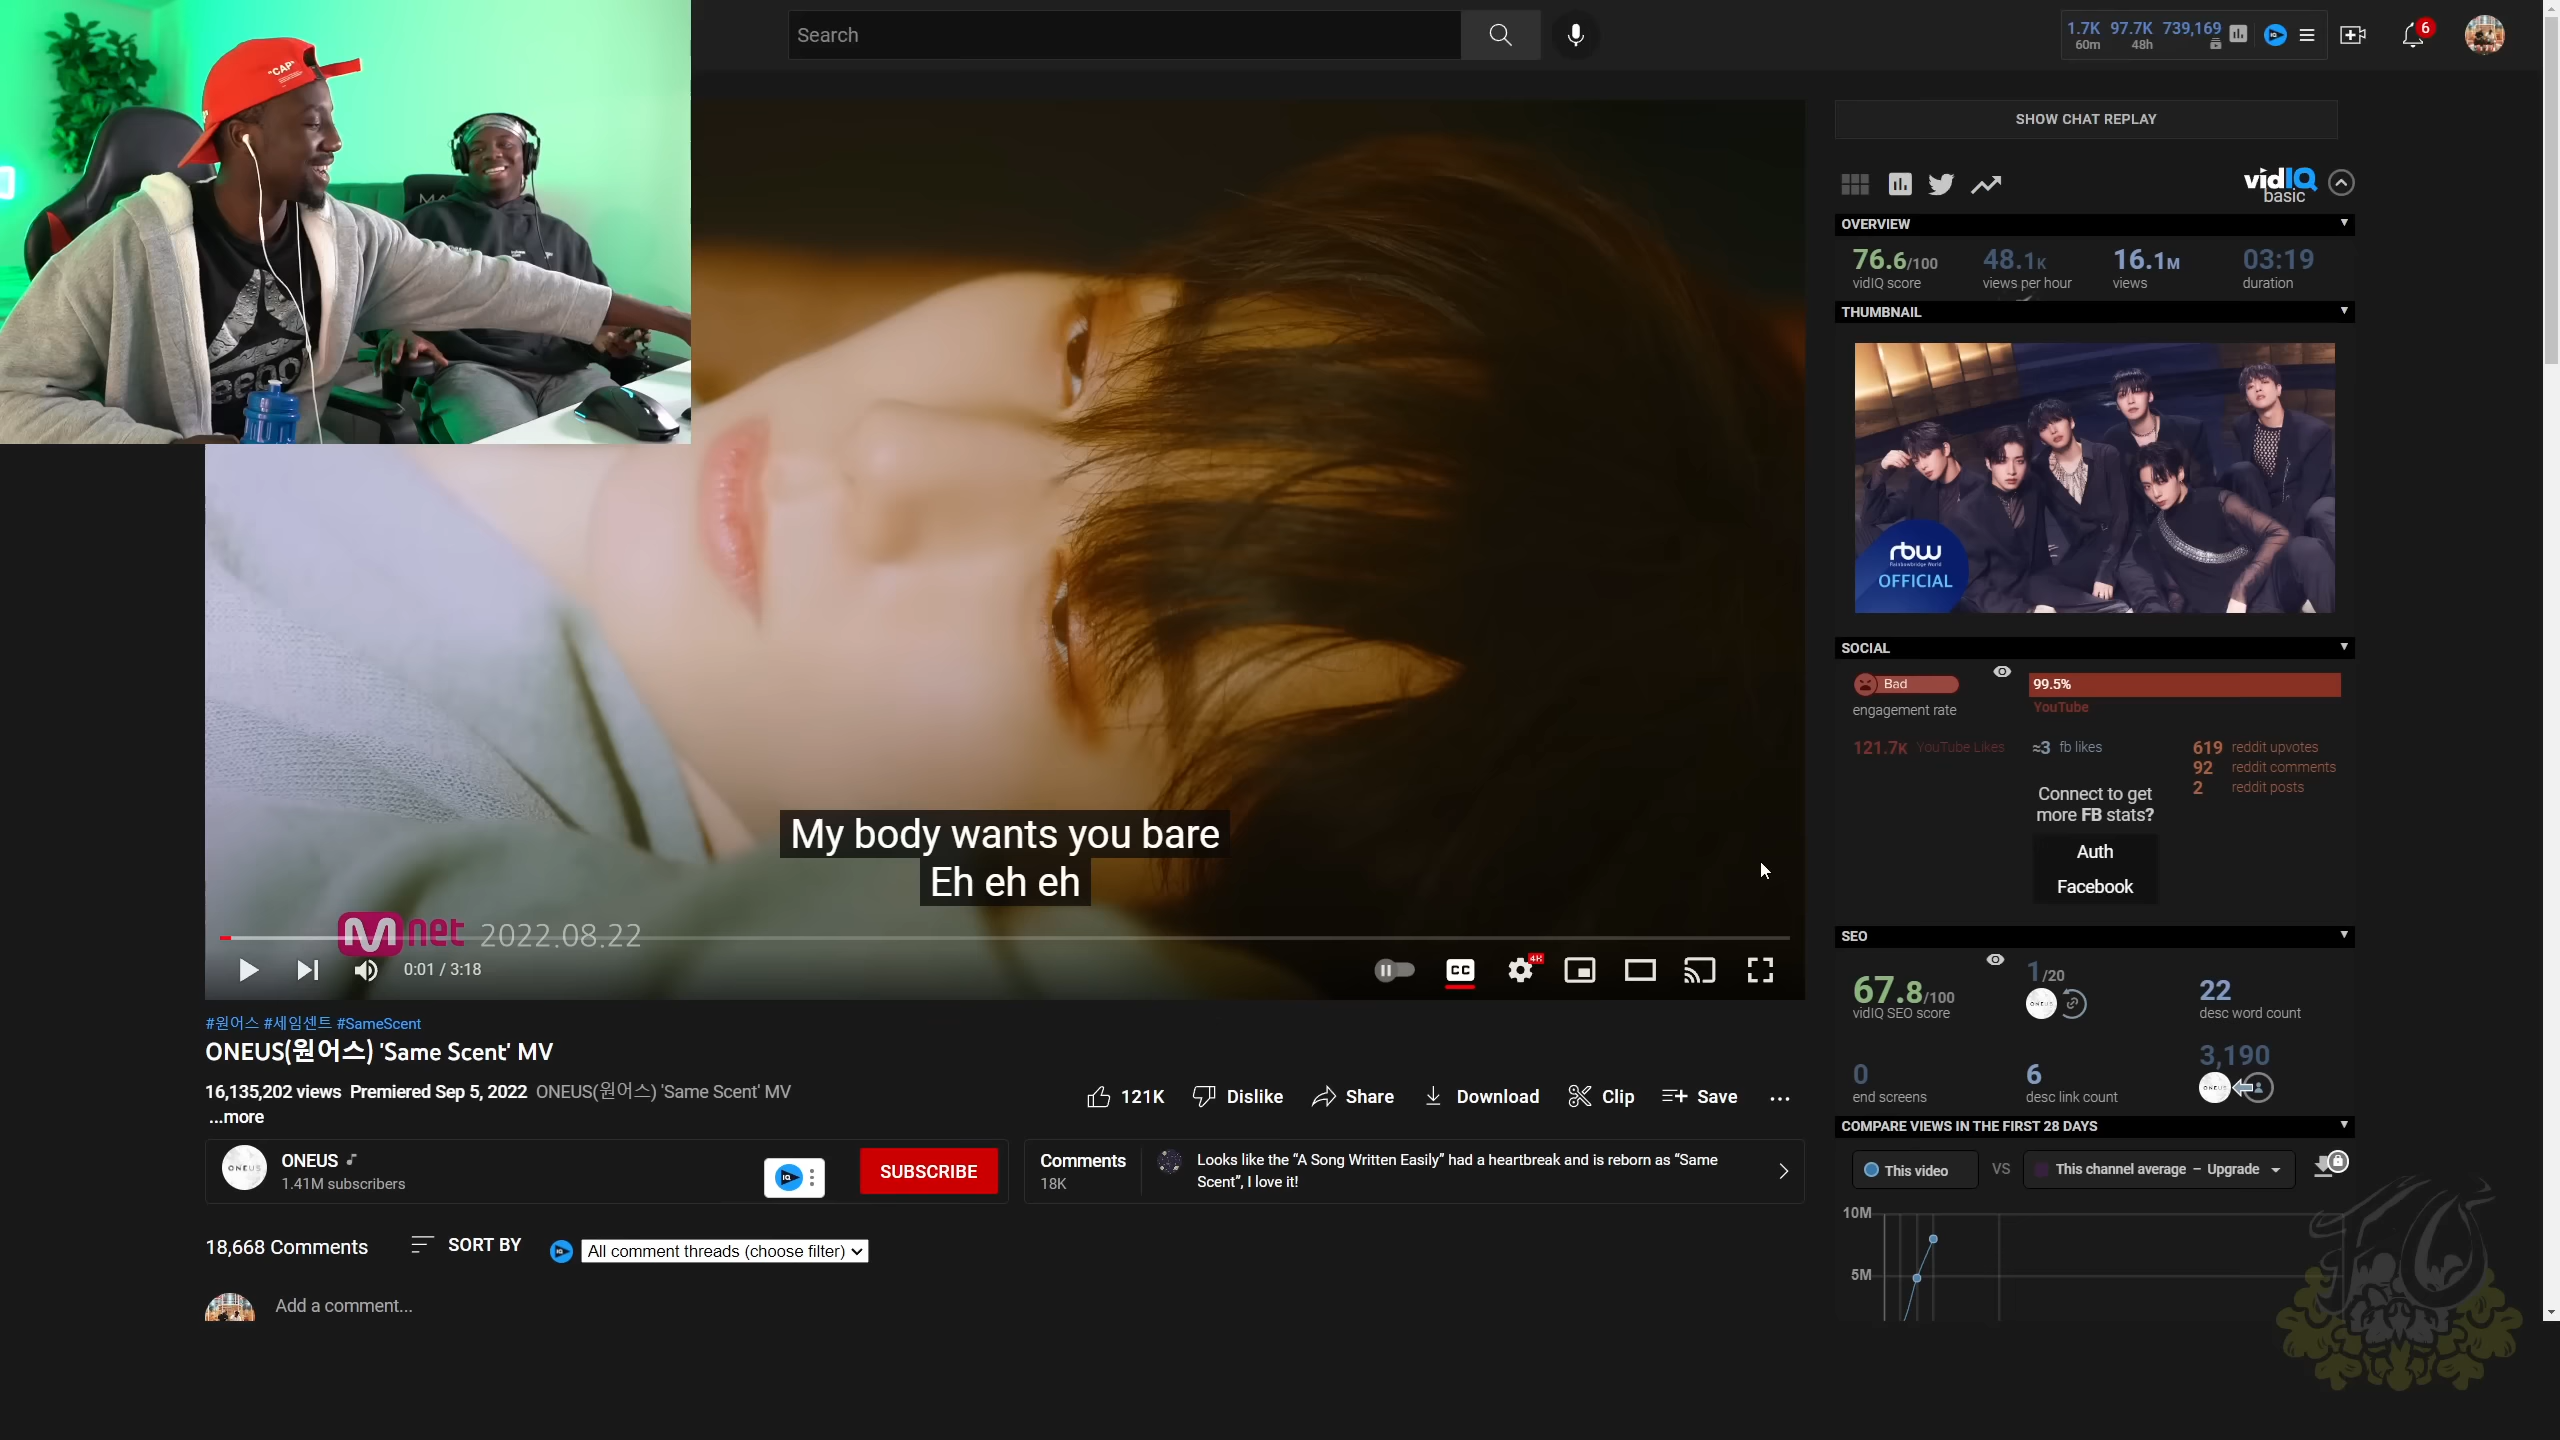 Search
1.7K 97.7K 739,169
60m 48h
6
"CAP"
SHOW CHAT REPLAY
vidIQ
basic
OVERVIEW
76.6/100 48.1K 16.1M 03:19
vidIQ score views per hour views duration
THUMBNAIL
rbw
Rainbowbridge World
OFFICIAL
SOCIAL
Bad 99.5%
engagement rate YouTube
121.7K YouTube Likes ≈3 fb likes 619 reddit upvotes
92 reddit comments
2 reddit posts
Connect to get
more FB stats?
Auth
Facebook
My body wants you bare
Eh eh eh
Mnet 2022.08.22
0:01 / 3:18
CC
4K
SEO
67.8/100 1/20 22
vidIQ SEO score desc word count
0 6 3,190
end screens desc link count
#원어스 #세임센트 #SameScent
ONEUS(원어스) 'Same Scent' MV
16,135,202 views Premiered Sep 5, 2022 ONEUS(원어스) 'Same Scent' MV
...more
121K Dislike Share Download Clip Save
ONEUS
ONEUS
1.41M subscribers
SUBSCRIBE
Comments
18K
Looks like the “A Song Written Easily” had a heartbreak and is reborn as “Same
Scent”, I love it!
COMPARE VIEWS IN THE FIRST 28 DAYS
This video VS This channel average – Upgrade
10M
5M
18,668 Comments SORT BY All comment threads (choose filter)
Add a comment...